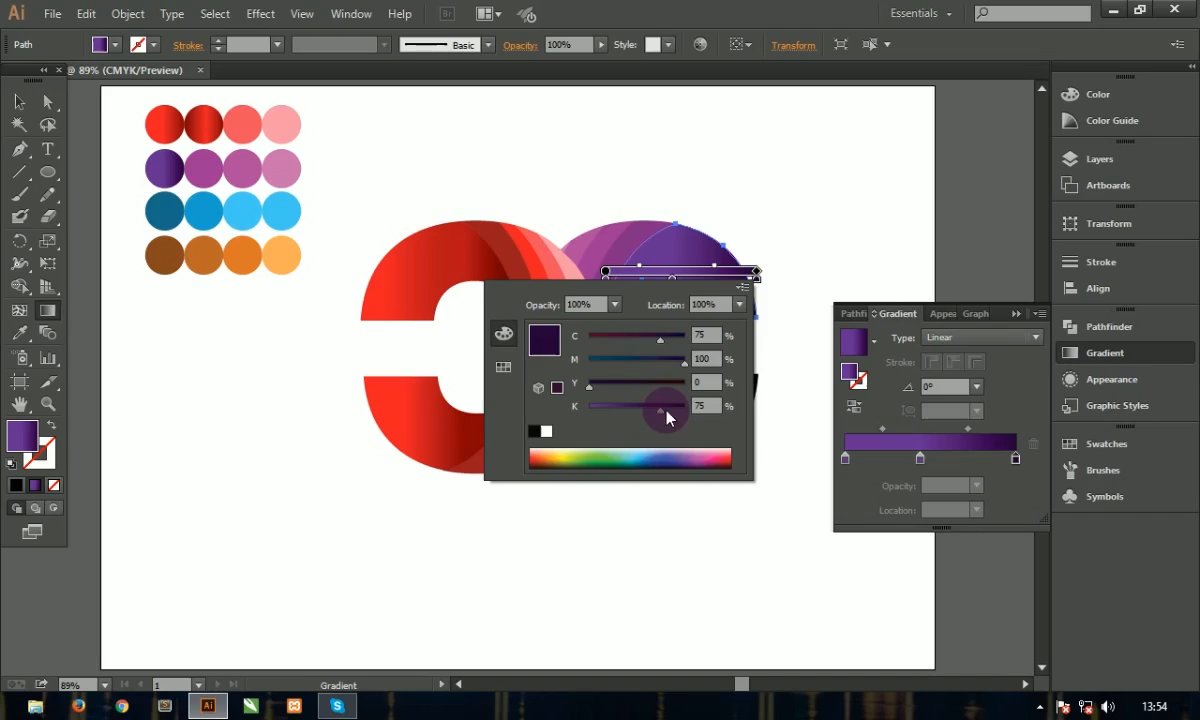 Ai File Edit Object Type Select Effect View Window Help Br Essentials
Path Stroke: Basic Opacity: 100% Style: Transform
@ 89% (CMYK/Preview) ×
Color
Color Guide
Layers
Artboards
Transform
Stroke
Align
Pathfinder
Gradient
Appearance
Graphic Styles
Swatches
Brushes
Symbols
Opacity: 100% Location: 100%
C 75 %
M 100 %
Y 0 %
K 75 %
Pathfi Gradient Appea Graph
Type: Linear
Stroke:
0°
Opacity:
Location:
T
89% 1 Gradient
Ai S 13:54